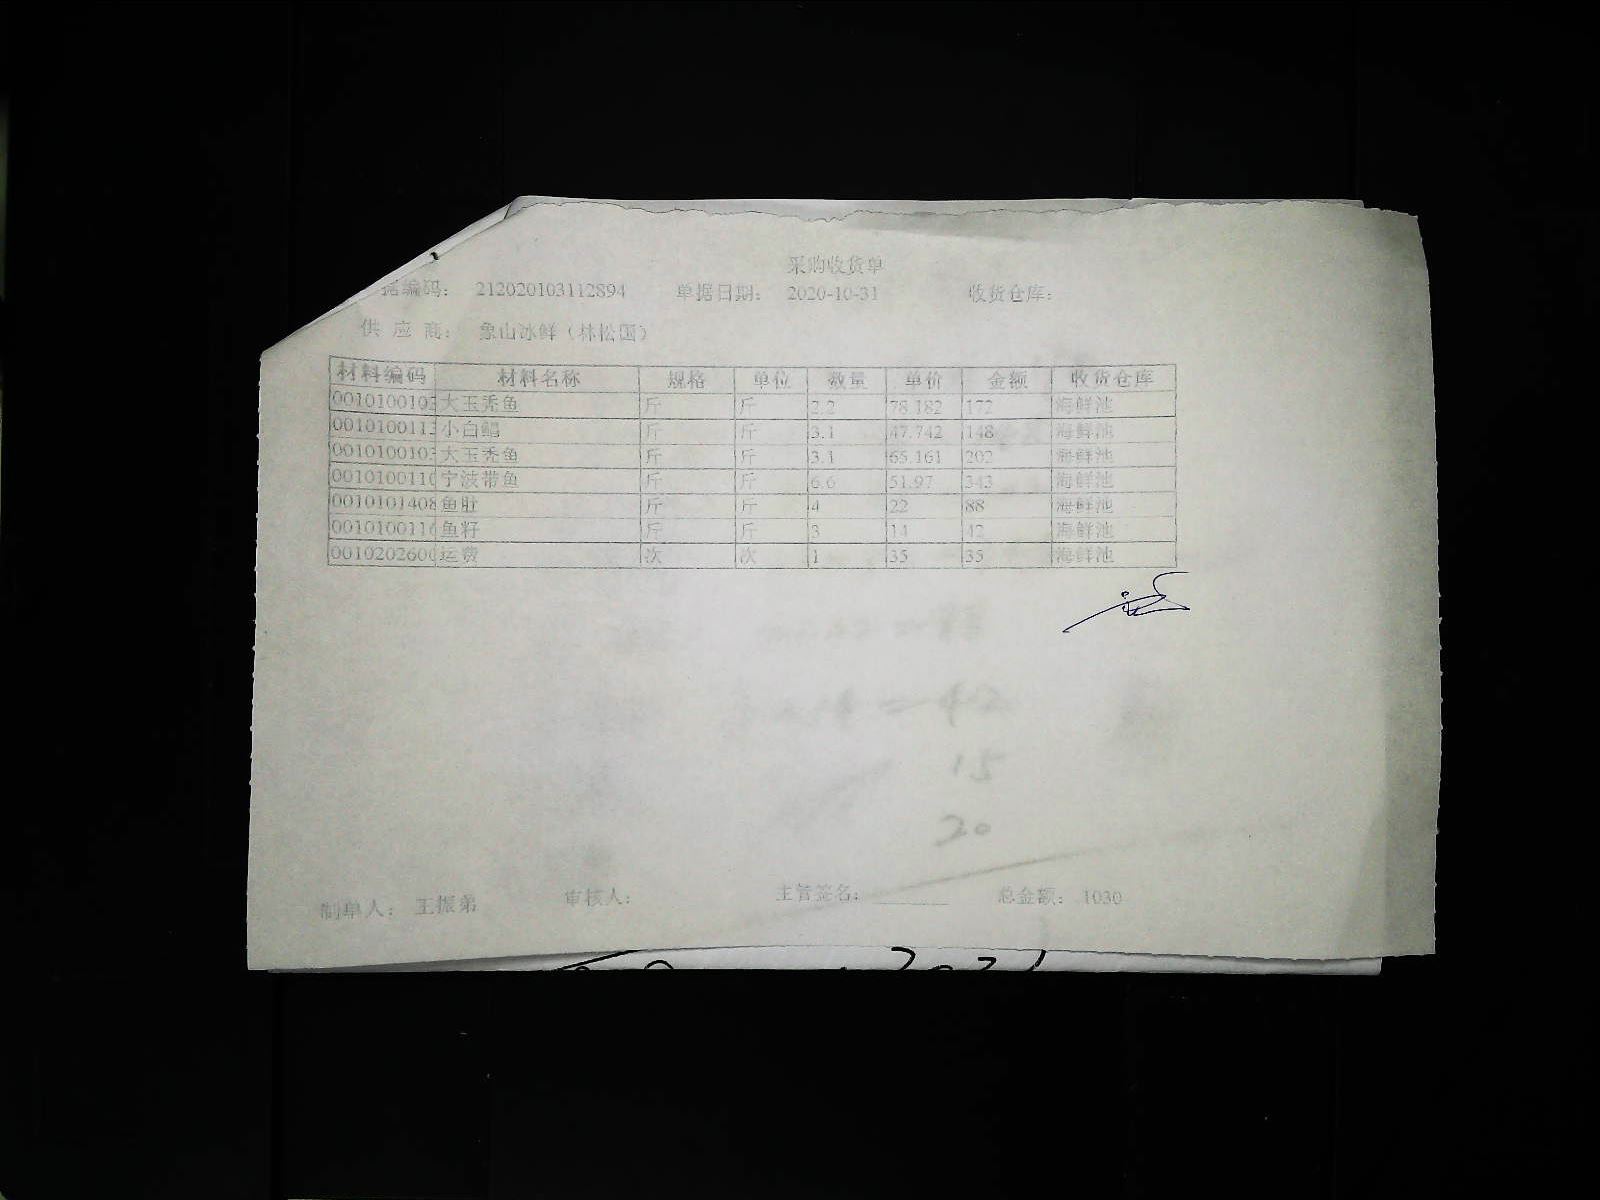 采购收货单
据编码: 212020103112894 单据日期: 2020-10-31 收货仓库:
供 应 商: 象山冰鲜（林松国）
材料编码 材料名称 规格 单位 数量 单价 金额 收货仓库
0010100103 大玉秃鱼 斤 斤 2.2 78.182 172 海鲜池
0010100113 小白鲳 斤 斤 3.1 47.742 148 海鲜池
0010100103 大玉秃鱼 斤 斤 3.1 65.161 202 海鲜池
0010100110 宁波带鱼 斤 斤 6.6 51.97 343 海鲜池
0010101408 鱼肚 斤 斤 4 22 88 海鲜池
0010100116 鱼籽 斤 斤 3 14 42 海鲜池
0010202600 运费 次 次 1 35 35 海鲜池
42
15
20
制单人: 王振弟 审核人: 主管签名: 总金额: 1030